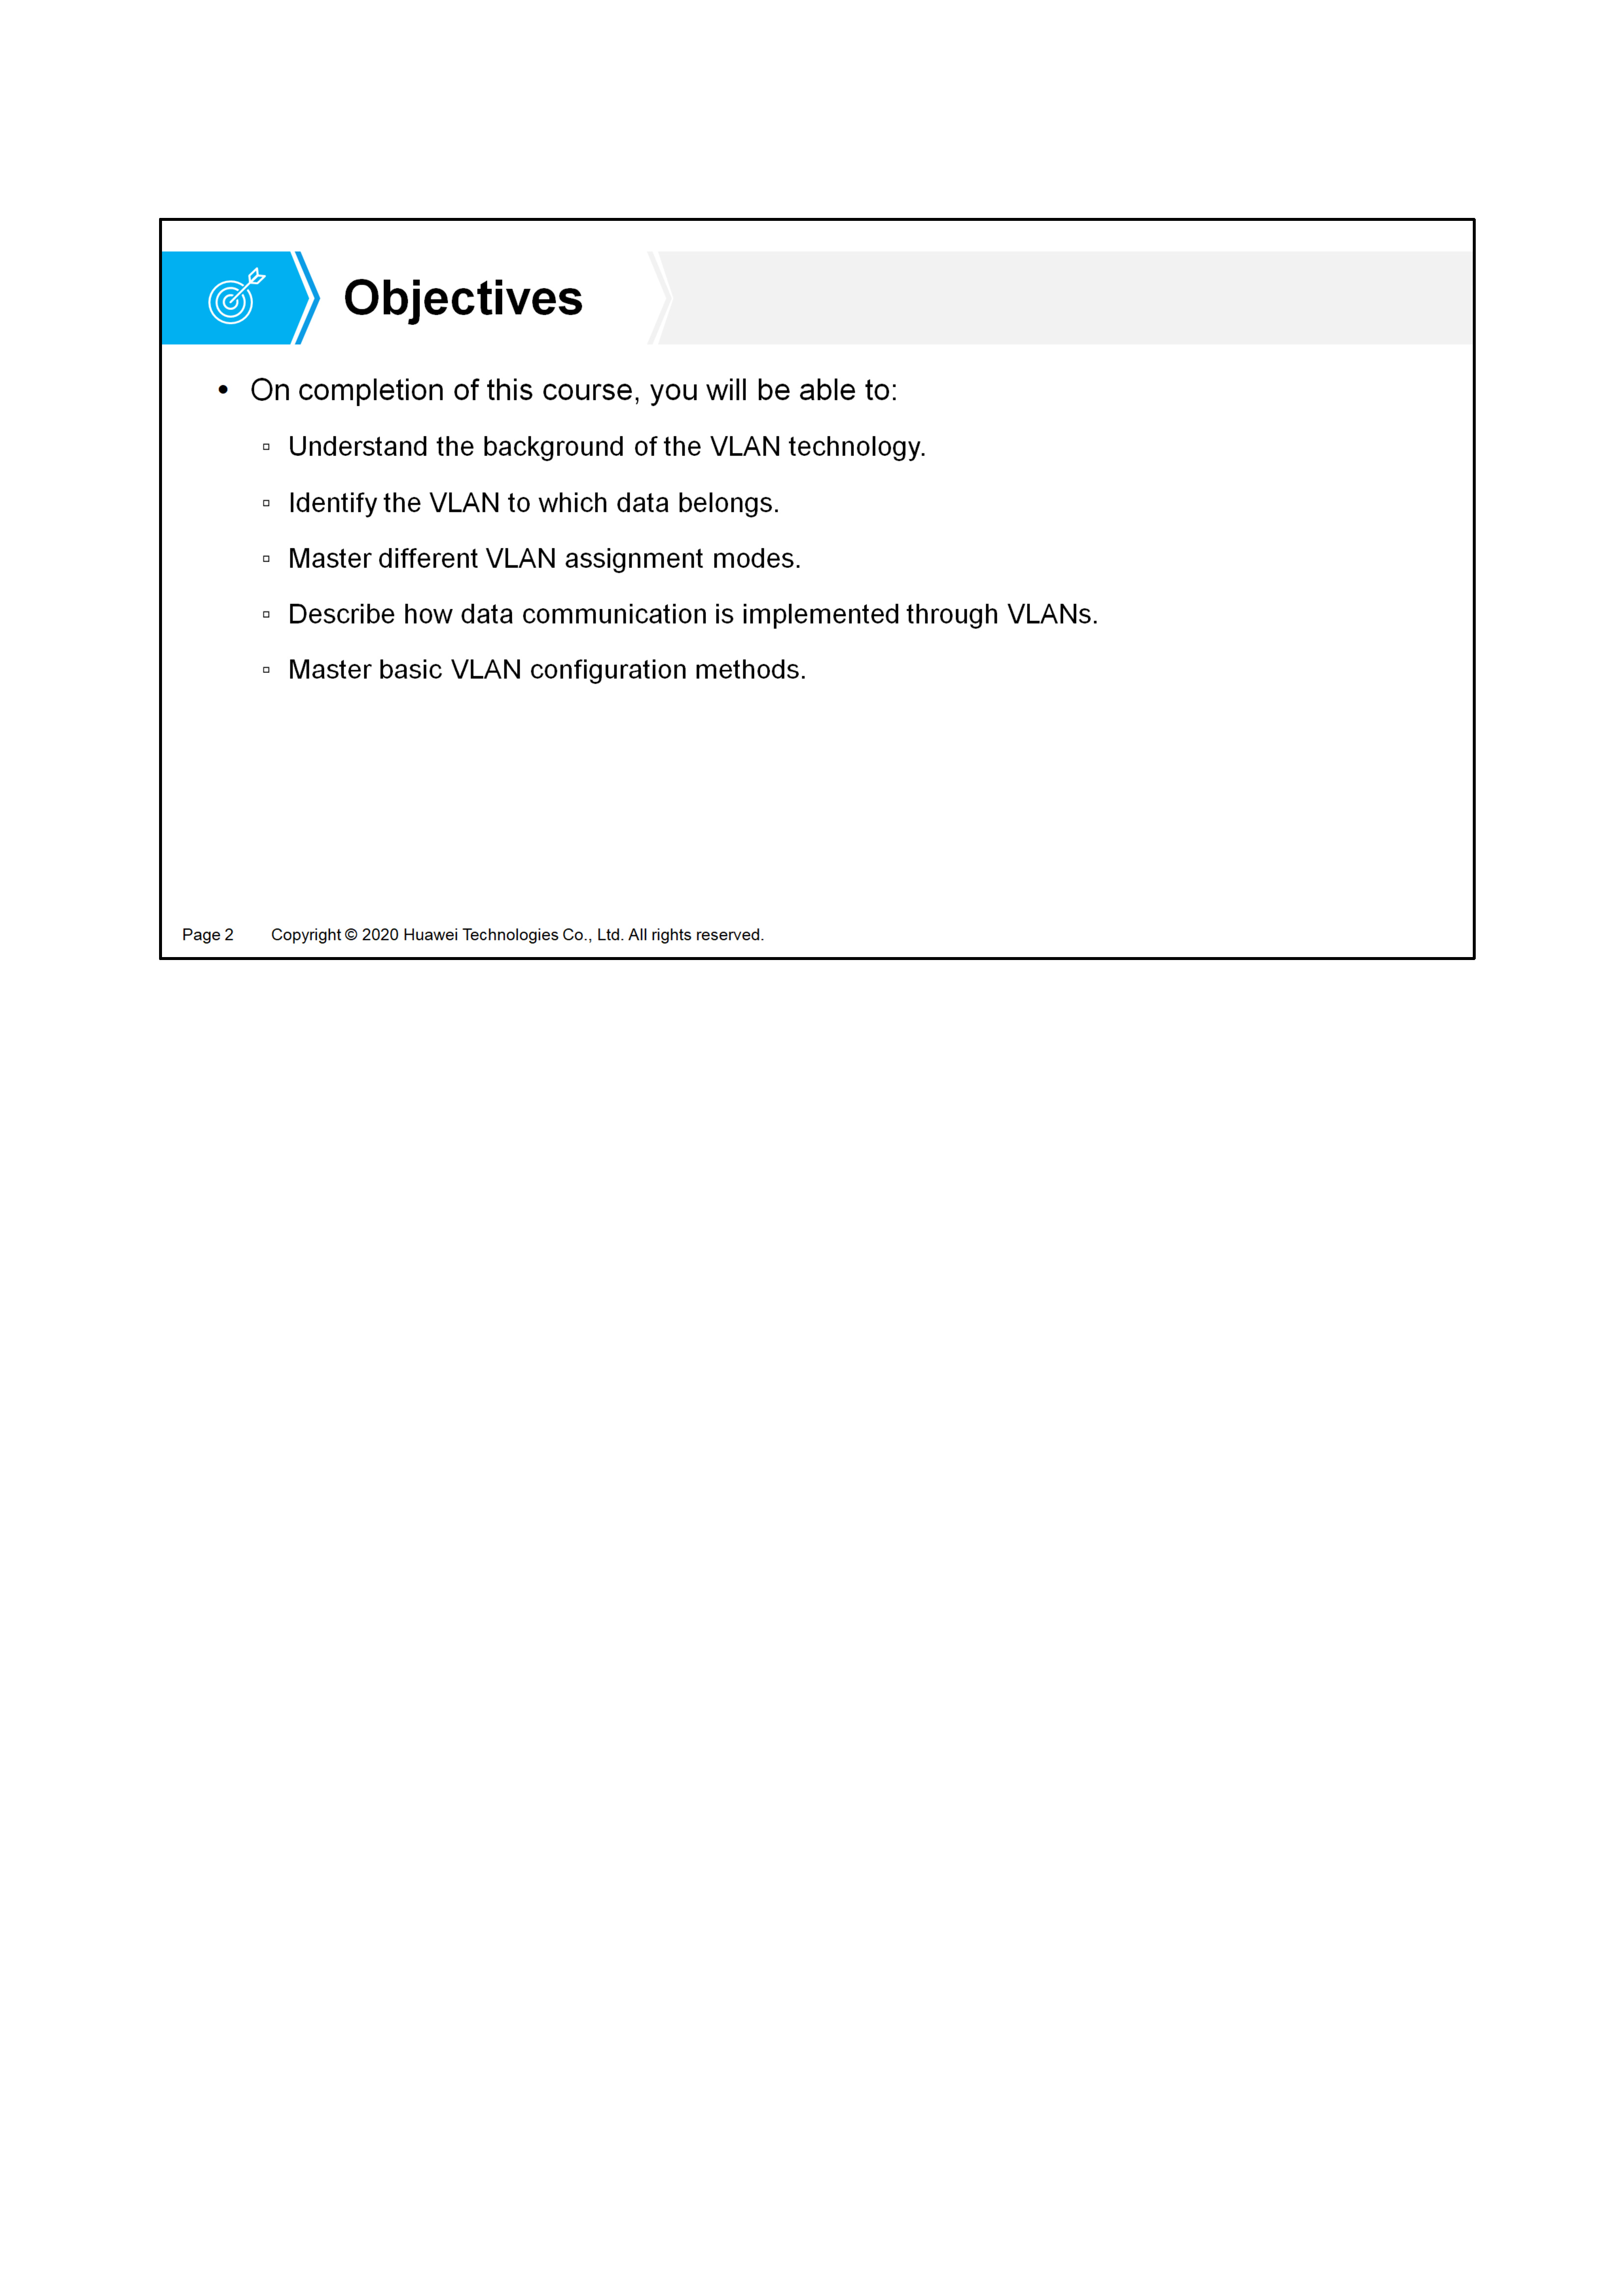 Objectives
• On completion of this course, you will be able to:
▫ Understand the background of the VLAN technology.
▫ Identify the VLAN to which data belongs.
▫ Master different VLAN assignment modes.
▫ Describe how data communication is implemented through VLANs.
▫ Master basic VLAN configuration methods.
Page 2 Copyright © 2020 Huawei Technologies Co., Ltd. All rights reserved.